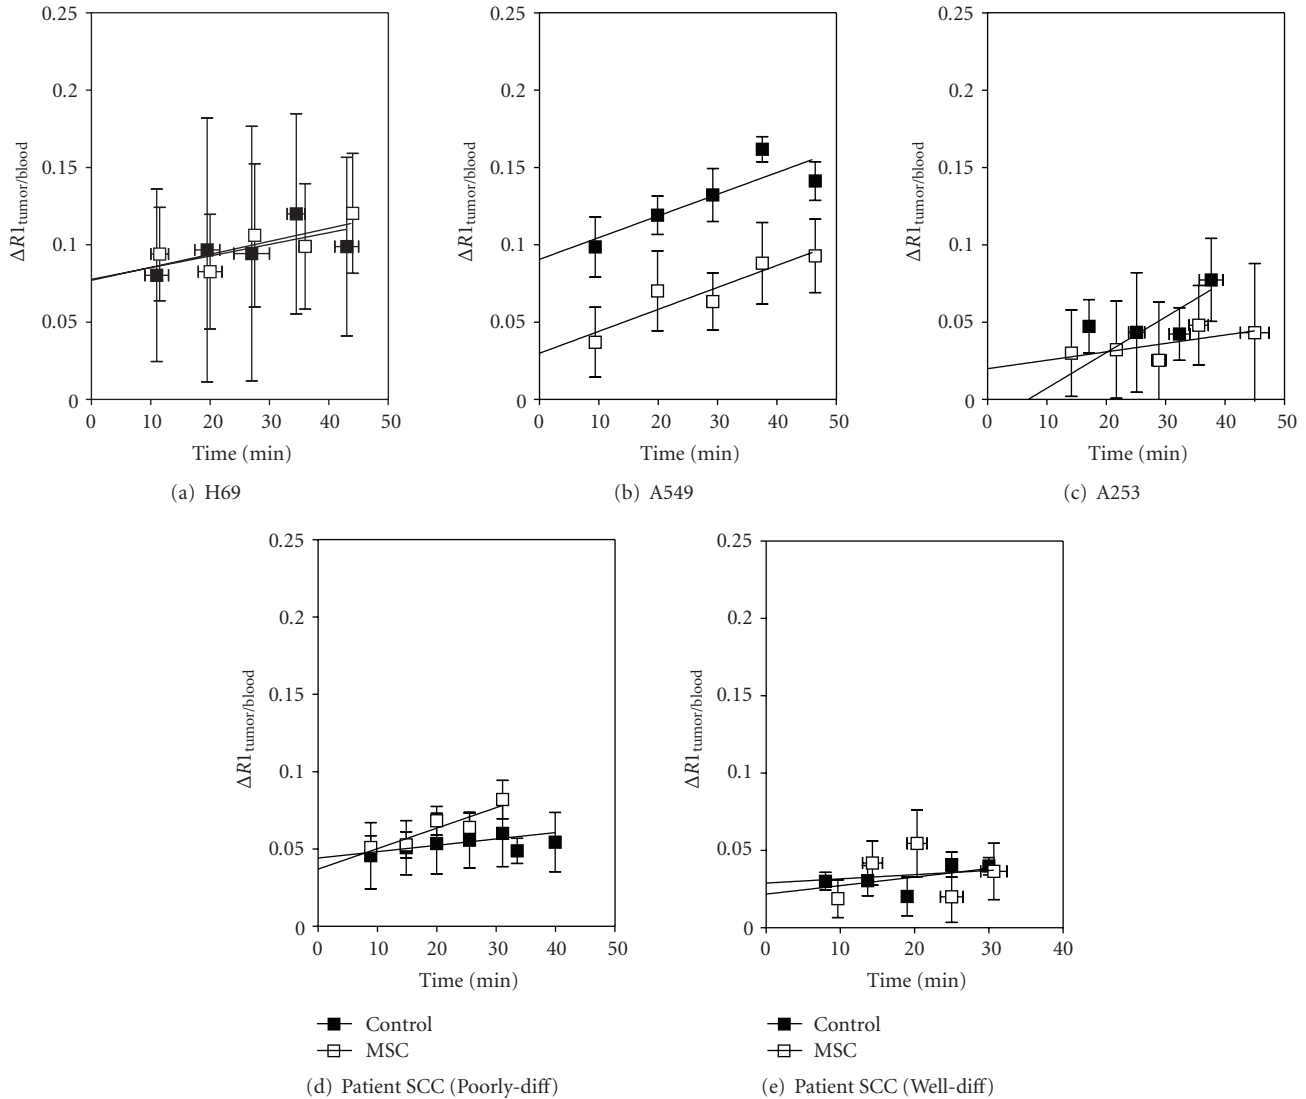 0.25
0.2
0.15
0.1
0.05
0
ΔR1tumor/blood
0 10 20 30 40 50
Time (min)
(a) H69
0.25
0.2
0.15
0.1
0.05
0
ΔR1tumor/blood
0 10 20 30 40 50
Time (min)
(b) A549
0.25
0.2
0.15
0.1
0.05
0
ΔR1tumor/blood
0 10 20 30 40 50
Time (min)
(c) A253
0.25
0.2
0.15
0.1
0.05
0
ΔR1tumor/blood
0 10 20 30 40 50
Time (min)
Control
MSC
(d) Patient SCC (Poorly-diff)
0.25
0.2
0.15
0.1
0.05
0
ΔR1tumor/blood
0 10 20 30 40
Time (min)
Control
MSC
(e) Patient SCC (Well-diff)